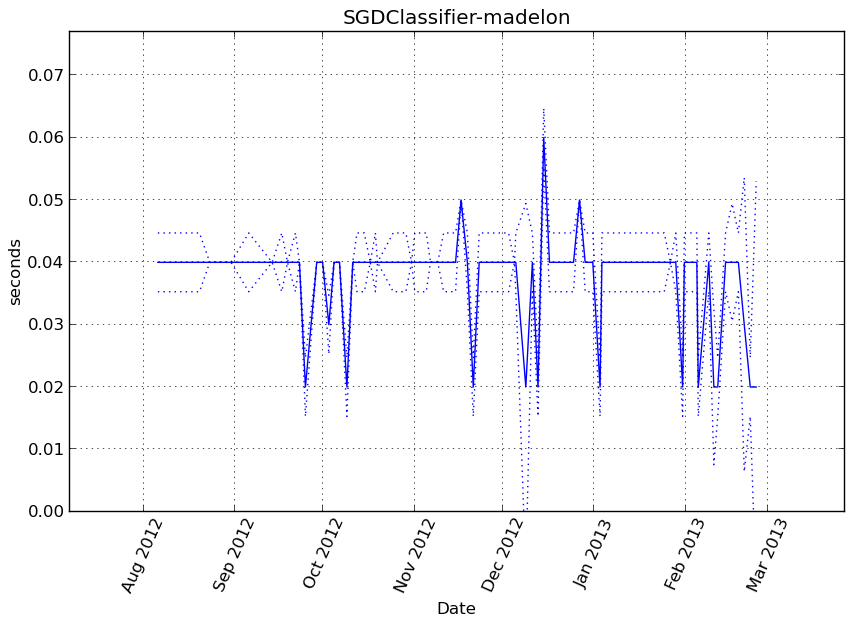 SGDClassifier-madelon
0.07
0.06
0.05
0.04
0.03
0.02
0.01
0.00
seconds
Aug 2012
Sep 2012
Oct 2012
Nov 2012
Dec 2012
Jan 2013
Feb 2013
Mar 2013
Date